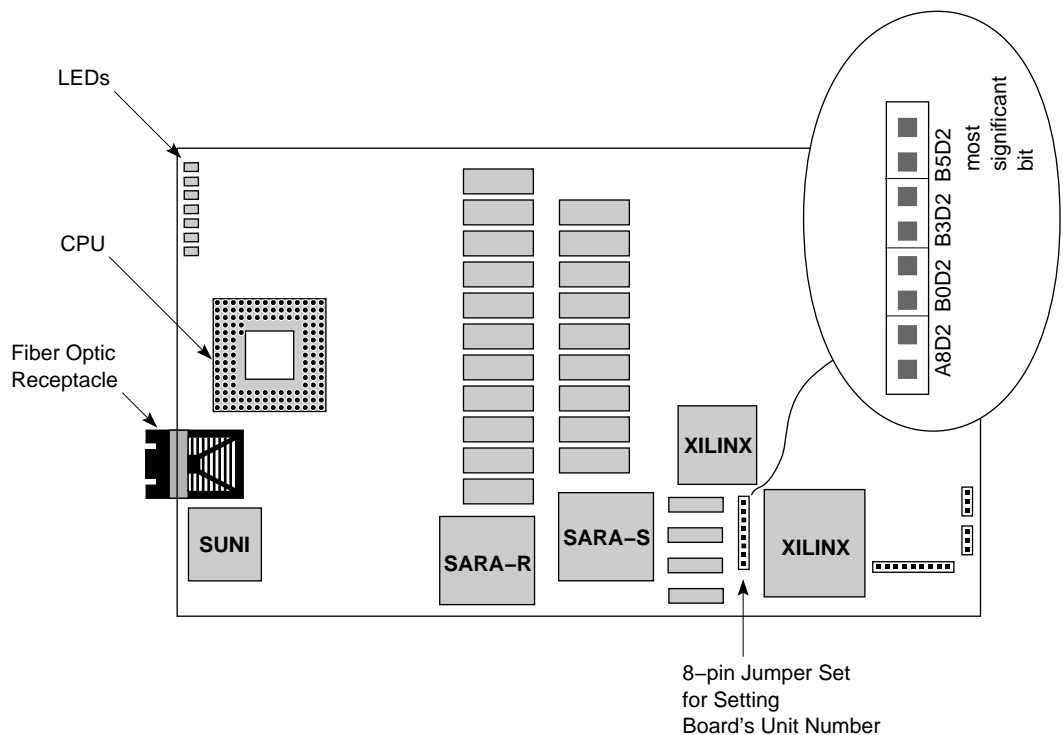 LEDs
CPU
Fiber Optic
Receptacle
SUNI
SARA–R
SARA–S
XILINX
XILINX
B5D2
B3D2
B0D2
A8D2
most
significant
bit
8–pin Jumper Set
for Setting
Board's Unit Number